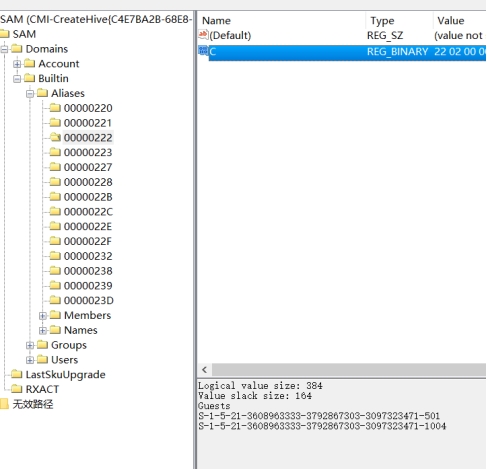 SAM (CMI-CreateHive{C4E7BA2B-68E8-
SAM
Domains
Account
Builtin
Aliases
00000220
00000221
00000222
00000223
00000227
00000228
0000022B
0000022C
0000022E
0000022F
00000232
00000238
00000239
0000023D
Members
Names
Groups
Users
LastSkuUpgrade
RXACT
无效路径
Name Type Value
(Default) REG_SZ (value not
C REG_BINARY 22 02 00 00
Logical value size: 384
Value slack size: 164
Guests
S-1-5-21-3608963333-3792867303-3097323471-501
S-1-5-21-3608963333-3792867303-3097323471-1004